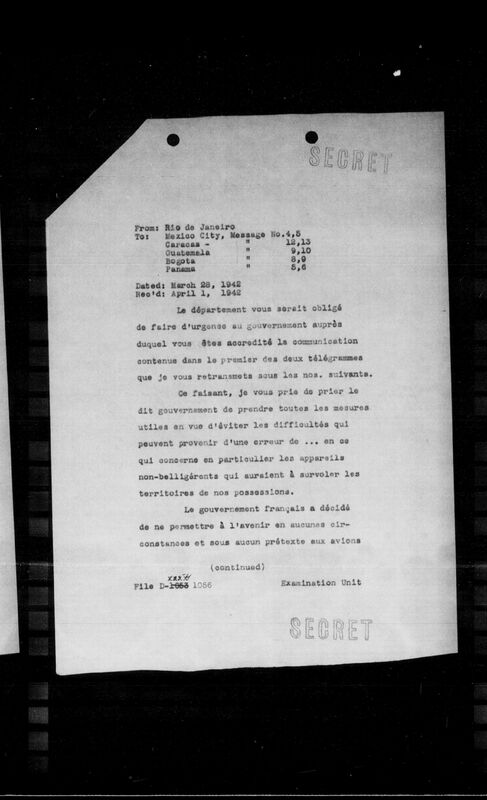 SECRET
From: Rio de Janeiro
To: Mexico City, Message No.4,5
Caracas - " 12,13
Guatemala " 9,10
Bogota " 8,9
Panama " 5,6
Dated: March 28, 1942
Rec'd: April 1, 1942
Le département vous serait obligé
de faire d'urgence au gouvernement auprès
duquel vous êtes accredité la communication
contenue dans le premier des deux télégrammes
que je vous retransmets sous les nos. suivants.
Ce faisant, je vous prie de prier le
dit gouvernement de prendre toutes les mesures
utiles en vue d'éviter les difficultés qui
peuvent provenir d'une erreur de ... en ce
qui concerne en particulier les appareils
non-belligérants qui auraient à survoler les
territoires de nos possessions.
Le gouvernement français a décidé
de ne permettre à l'avenir en aucunes cir-
constances et sous aucun prétexte aux avions
(continued)
File D-1053 1056 Examination Unit
SECRET